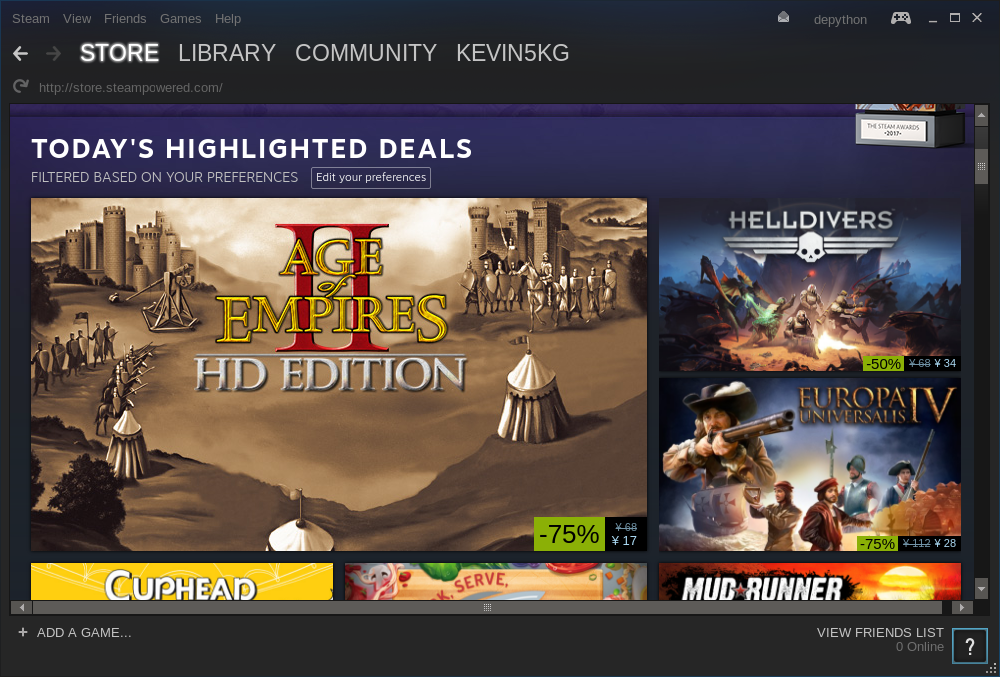 Steam View Friends Games Help
depython
STORE LIBRARY COMMUNITY KEVIN5KG
http://store.steampowered.com/
THE STEAM AWARDS
•2017•
TODAY'S HIGHLIGHTED DEALS
FILTERED BASED ON YOUR PREFERENCES Edit your preferences
AGE
of
EMPIRES
II
HD EDITION
-75% ¥ 68
¥ 17
HELLDIVERS
-50% ¥ 68 ¥ 34
EUROPA
UNIVERSALIS IV
-75% ¥ 112 ¥ 28
CUPHEAD
SERVE,
MUD RUNNER
+ ADD A GAME...
VIEW FRIENDS LIST
0 Online
?